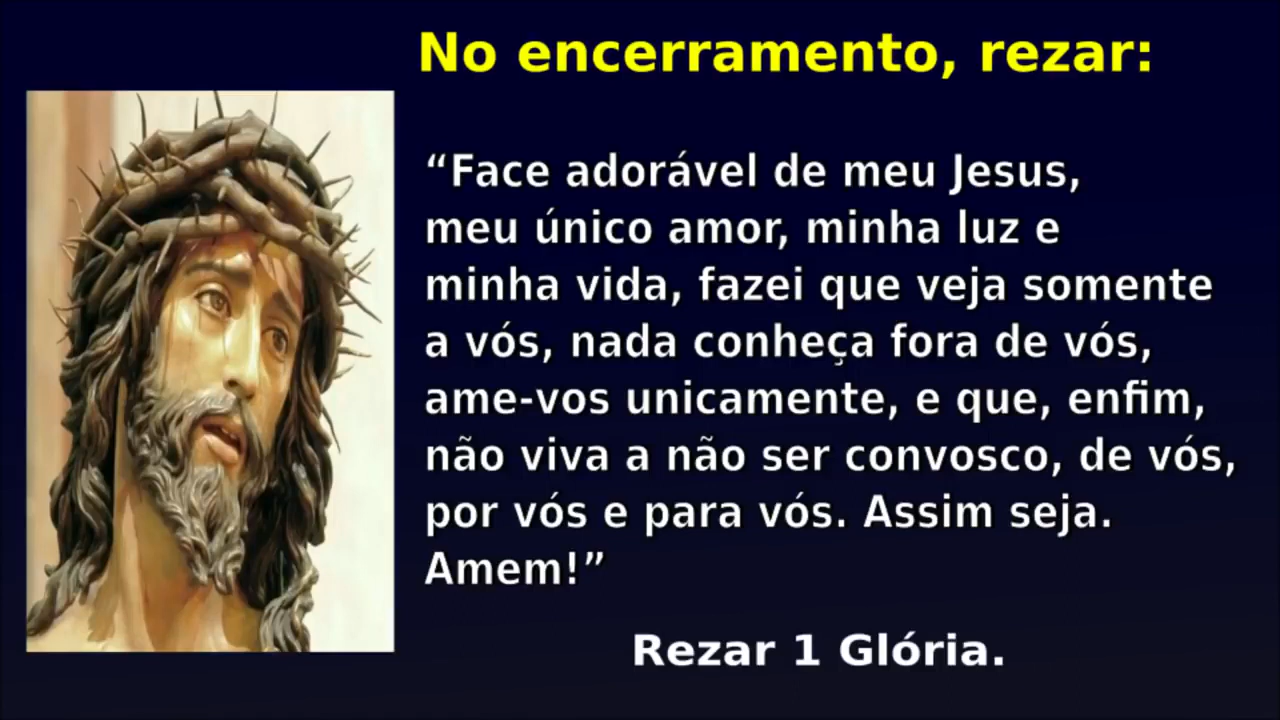 No encerramento, rezar:
“Face adorável de meu Jesus,
meu único amor, minha luz e
minha vida, fazei que veja somente
a vós, nada conheça fora de vós,
ame-vos unicamente, e que, enfim,
não viva a não ser convosco, de vós,
por vós e para vós. Assim seja.
Amem!”
Rezar 1 Glória.